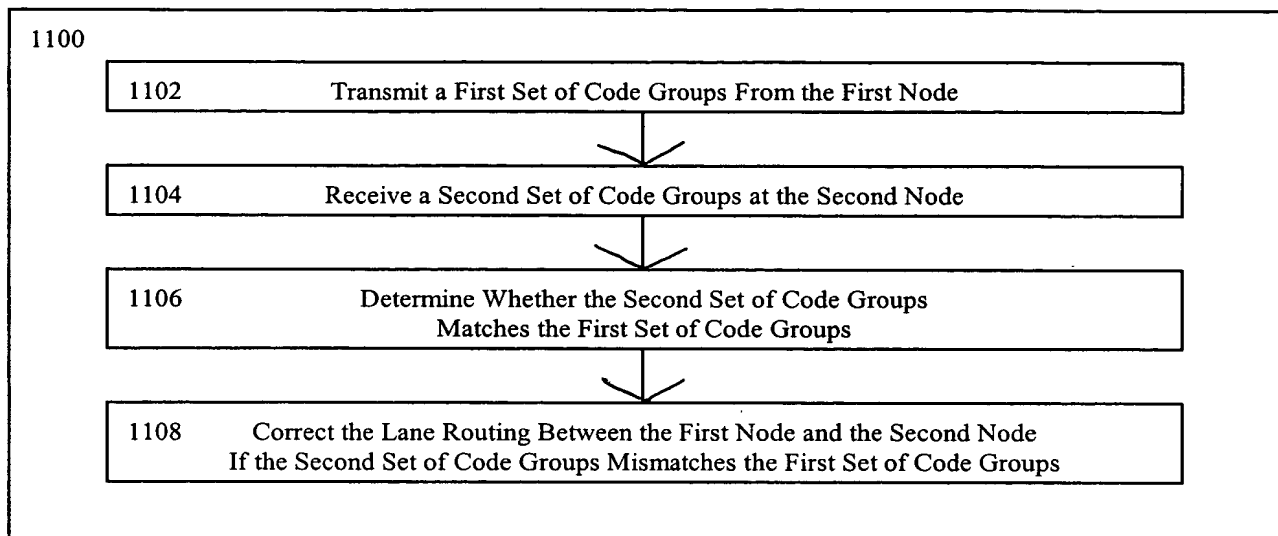 1100
1102 Transmit a First Set of Code Groups From the First Node
1104 Receive a Second Set of Code Groups at the Second Node
1106 Determine Whether the Second Set of Code Groups
Matches the First Set of Code Groups
1108 Correct the Lane Routing Between the First Node and the Second Node
If the Second Set of Code Groups Mismatches the First Set of Code Groups